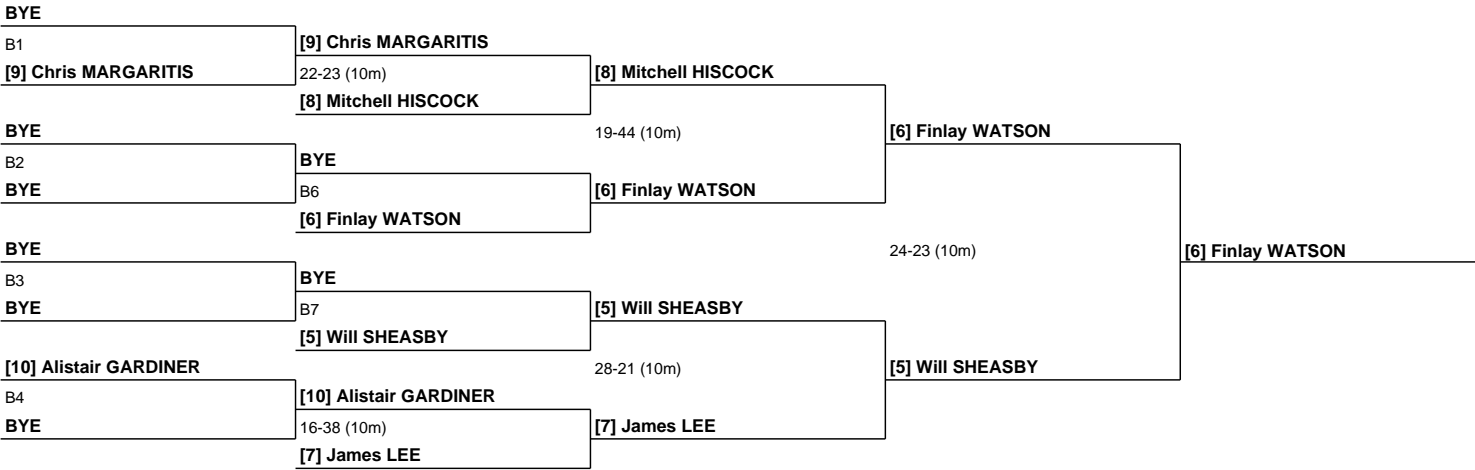 BYE
B1
[9] Chris MARGARITIS
[9] Chris MARGARITIS
22-23 (10m)
[8] Mitchell HISCOCK
[8] Mitchell HISCOCK
BYE
B2
BYE
BYE
B6
[6] Finlay WATSON
19-44 (10m)
[6] Finlay WATSON
[6] Finlay WATSON
BYE
B3
BYE
BYE
B7
[5] Will SHEASBY
[5] Will SHEASBY
24-23 (10m)
[6] Finlay WATSON
[10] Alistair GARDINER
B4
BYE
[10] Alistair GARDINER
16-38 (10m)
[7] James LEE
28-21 (10m)
[7] James LEE
[5] Will SHEASBY